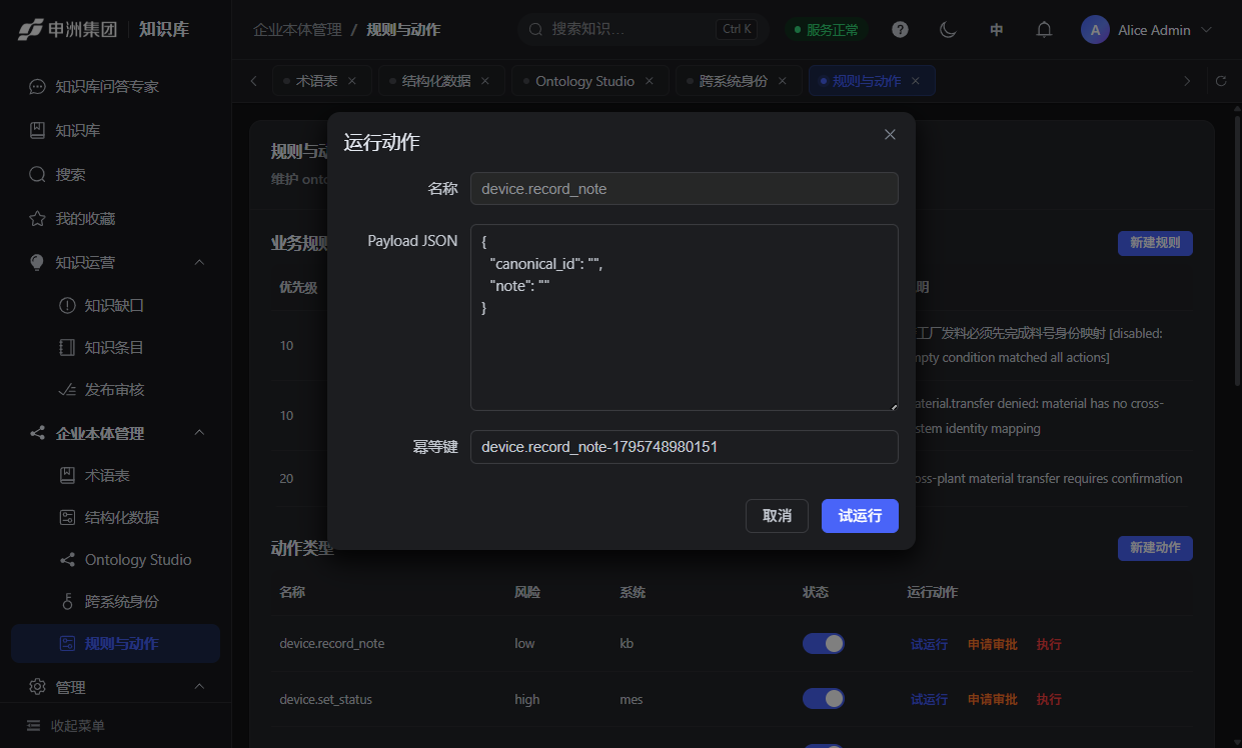 申洲集团 知识库
企业本体管理 / 规则与动作
搜索知识...
Ctrl K
服务正常
?
中
A
Alice Admin
术语表
结构化数据
Ontology Studio
跨系统身份
规则与动作
知识库问答专家
知识库
搜索
我的收藏
知识运营
知识缺口
知识条目
发布审核
企业本体管理
术语表
结构化数据
Ontology Studio
跨系统身份
规则与动作
管理
收起菜单
规则与动
维护
业务规则
新建规则
优先级
明
10
工厂发料必须先完成料号身份映射 [disabled:
condition matched all actions]
10
denied: material has no cross-
identity mapping
20
material transfer requires confirmation
运行动作
名称
device.record_note
Payload JSON
{
"canonical_id": "",
"note": ""
}
幂等键
device.record_note-1795748980151
取消
试运行
动作类型
新建动作
名称 风险 系统 状态 运行动作
device.record_note low kb 试运行 申请审批 执行
device.set_status high mes 试运行 申请审批 执行